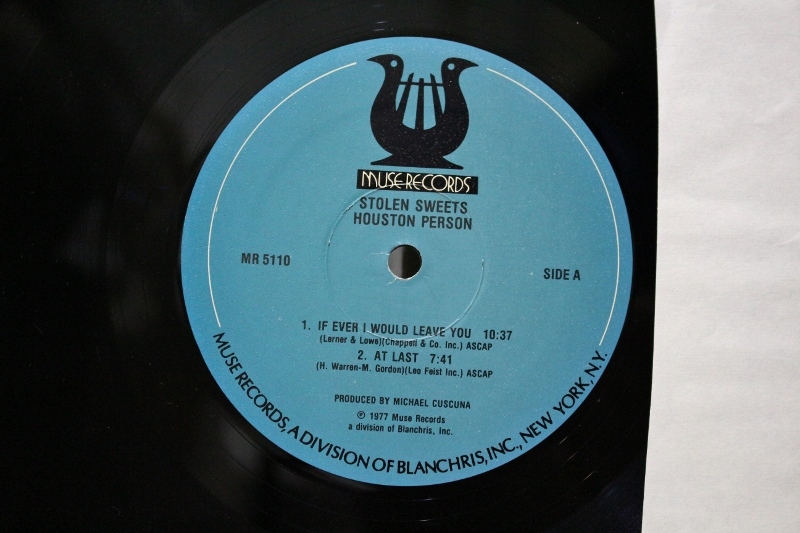 MUSE RECORDS
STOLEN SWEETS
HOUSTON PERSON
MR 5110
SIDE A
1. IF EVER I WOULD LEAVE YOU 10:37
(Lerner & Lowe)(Chappell & Co. Inc.) ASCAP
2. AT LAST 7:41
(H. Warren-M. Gordon)(Leo Feist Inc.) ASCAP
PRODUCED BY MICHAEL CUSCUNA
℗ 1977 Muse Records
a division of Blanchris, Inc.
MUSE RECORDS, A DIVISION OF BLANCHRIS, INC., NEW YORK, N.Y.